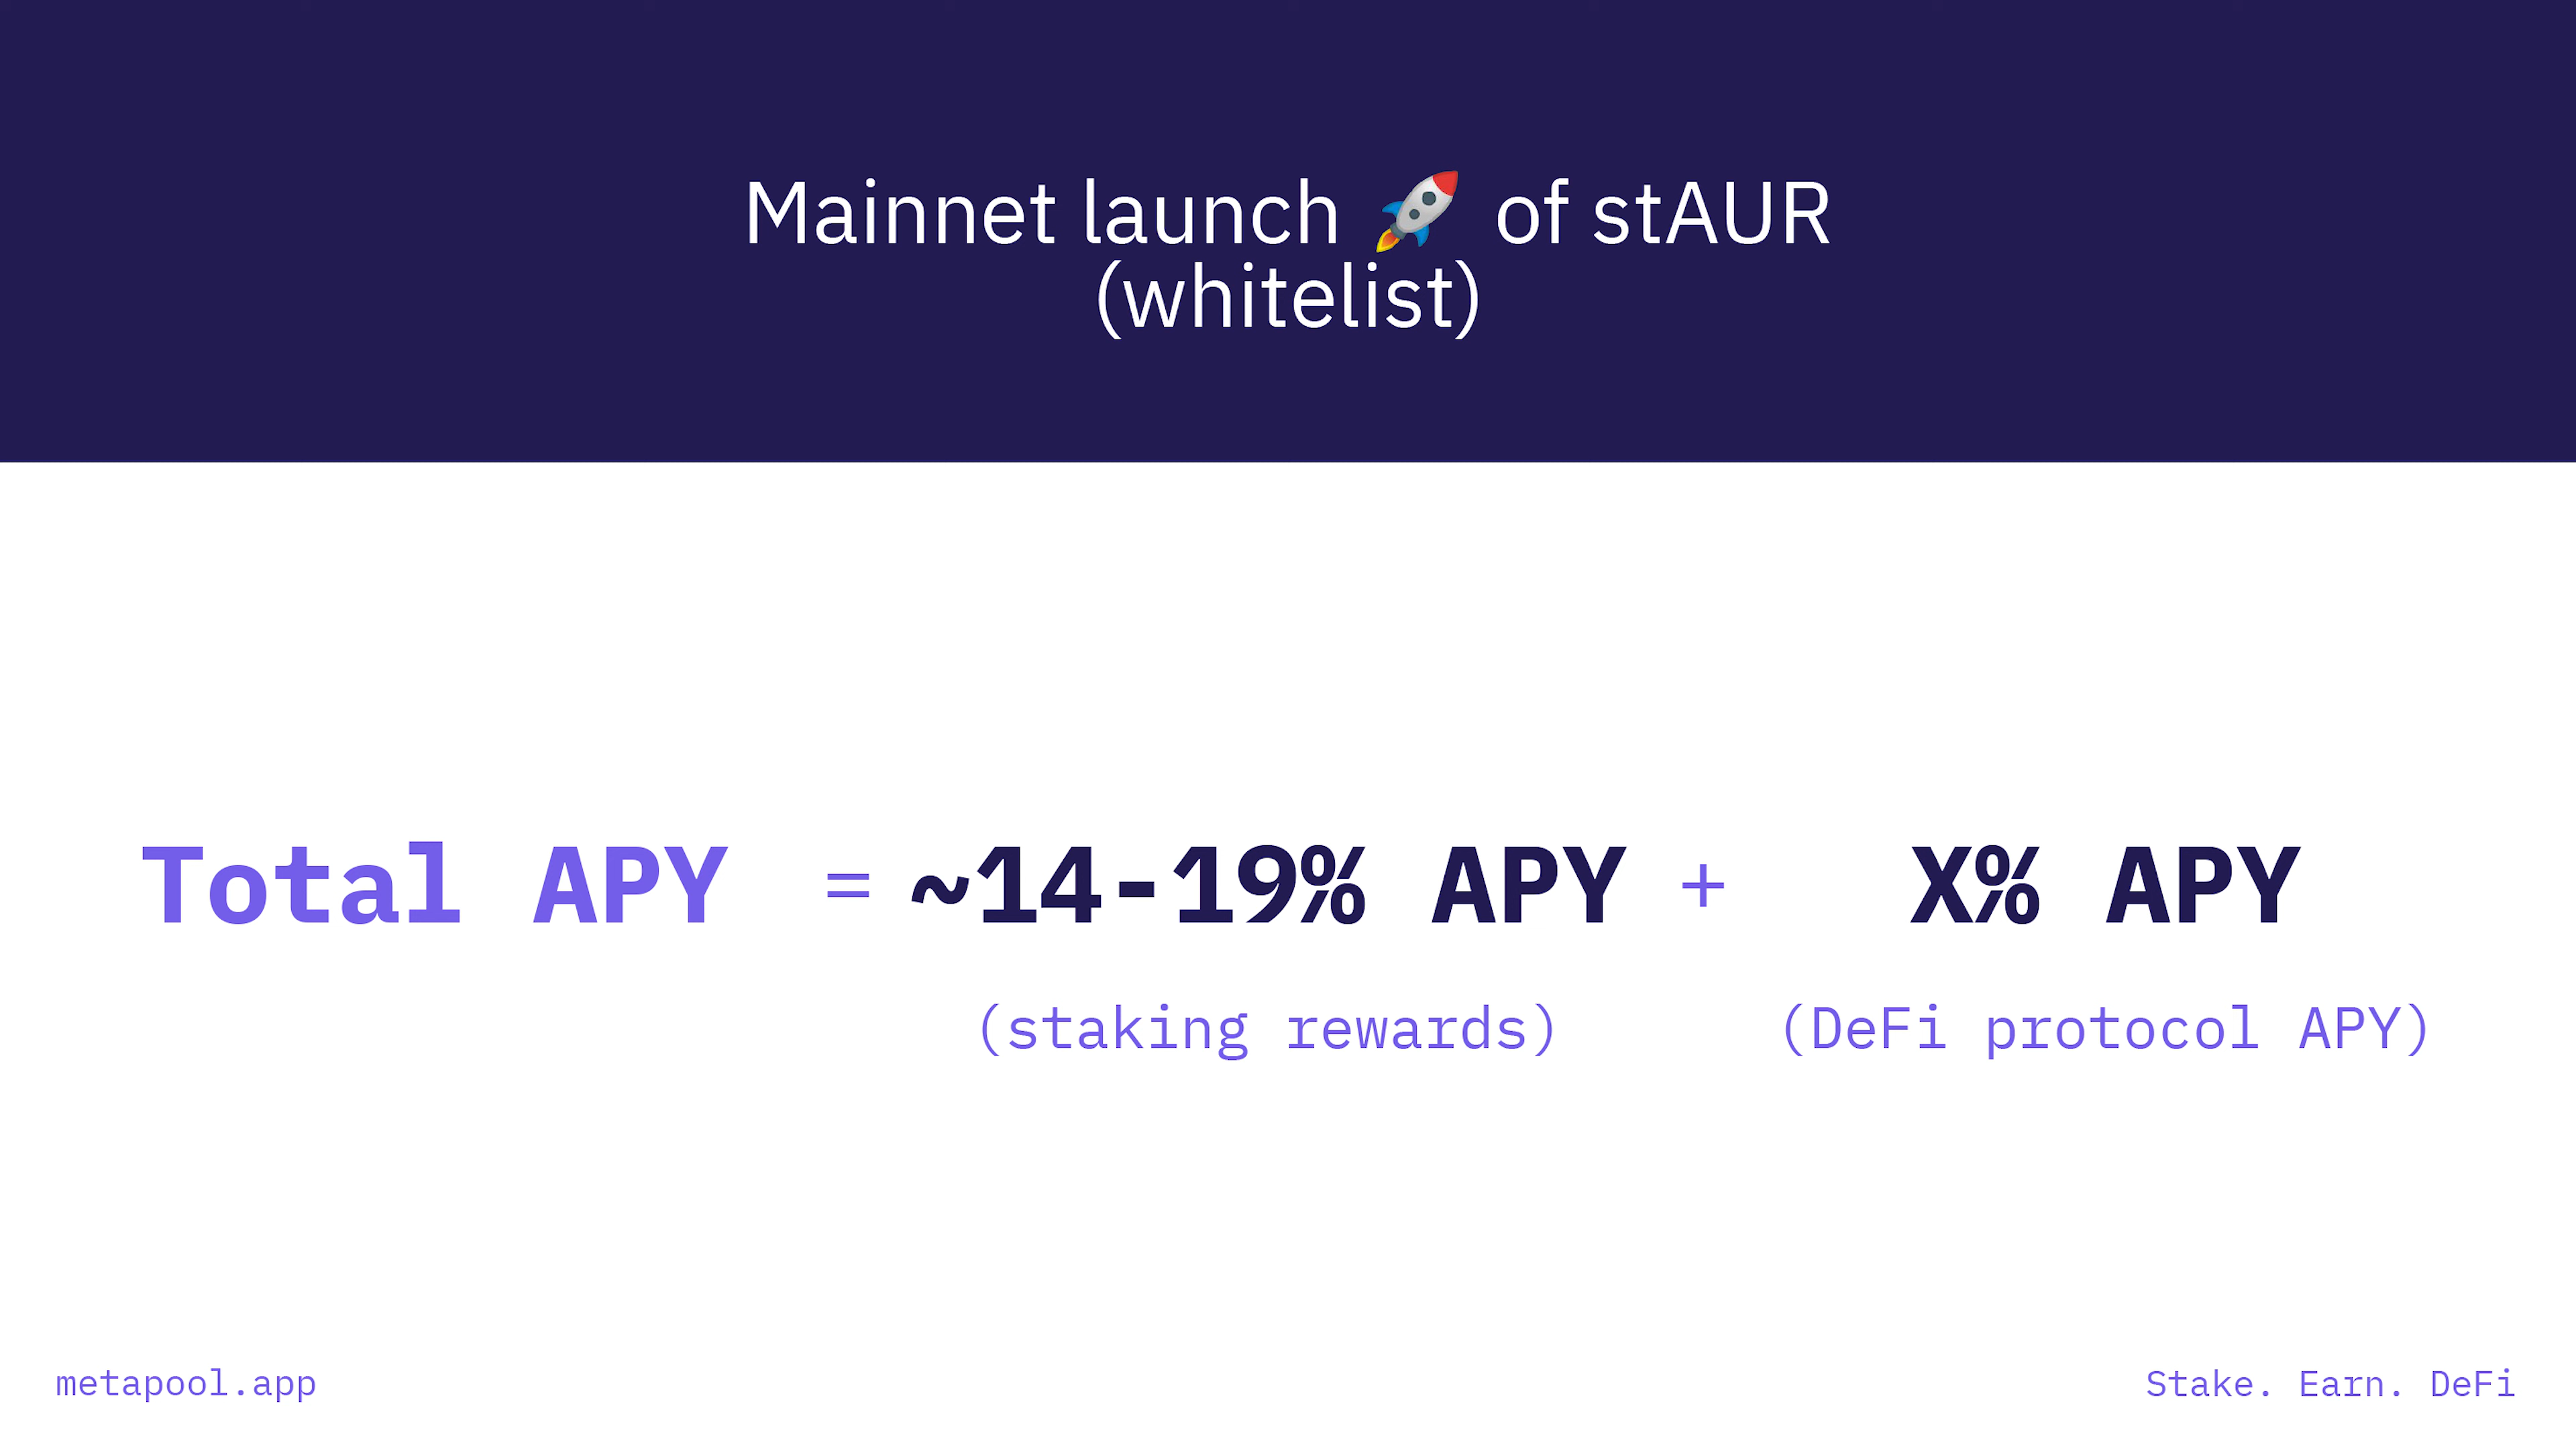 Mainnet launch 🚀 of stAUR
(whitelist)
Total APY = ~14-19% APY + X% APY
(staking rewards) (DeFi protocol APY)
metapool.app Stake. Earn. DeFi